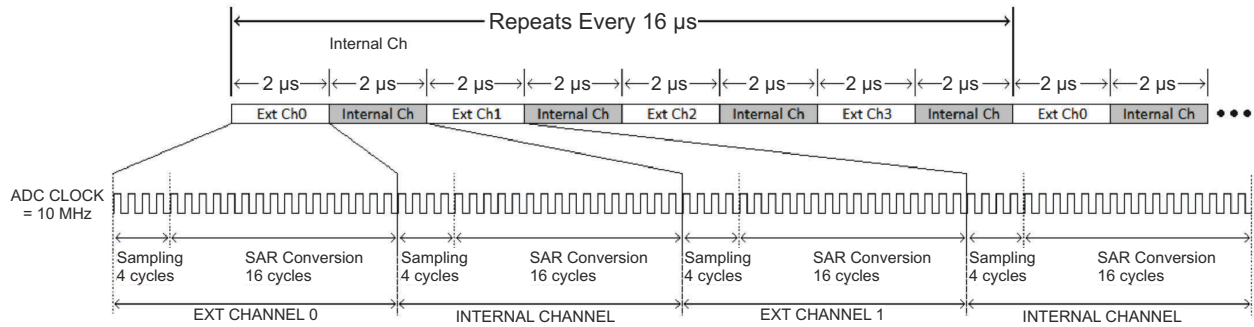 Repeats Every 16 µs
Internal Ch
2 µs 2 µs 2 µs 2 µs 2 µs 2 µs 2 µs 2 µs 2 µs 2 µs
Ext Ch0 Internal Ch Ext Ch1 Internal Ch Ext Ch2 Internal Ch Ext Ch3 Internal Ch Ext Ch0 Internal Ch
ADC CLOCK
= 10 MHz
Sampling SAR Conversion Sampling SAR Conversion Sampling SAR Conversion Sampling SAR Conversion
4 cycles 16 cycles 4 cycles 16 cycles 4 cycles 16 cycles 4 cycles 16 cycles
EXT CHANNEL 0 INTERNAL CHANNEL EXT CHANNEL 1 INTERNAL CHANNEL